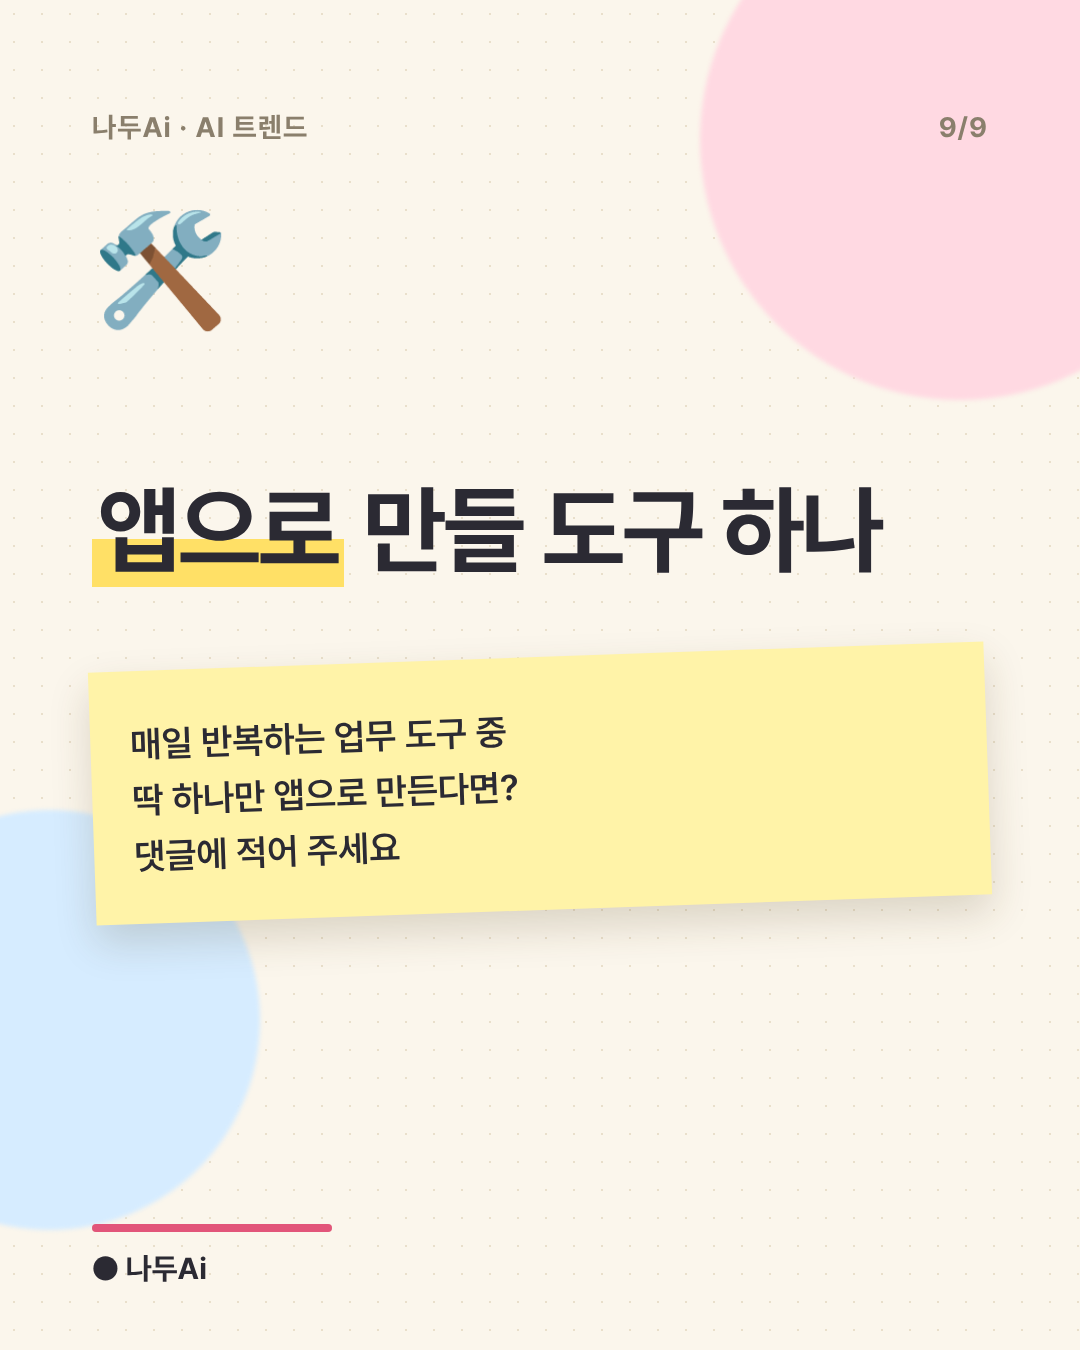 나두Ai · AI 트렌드
9/9
앱으로 만들 도구 하나
매일 반복하는 업무 도구 중
딱 하나만 앱으로 만든다면?
댓글에 적어 주세요
● 나두Ai